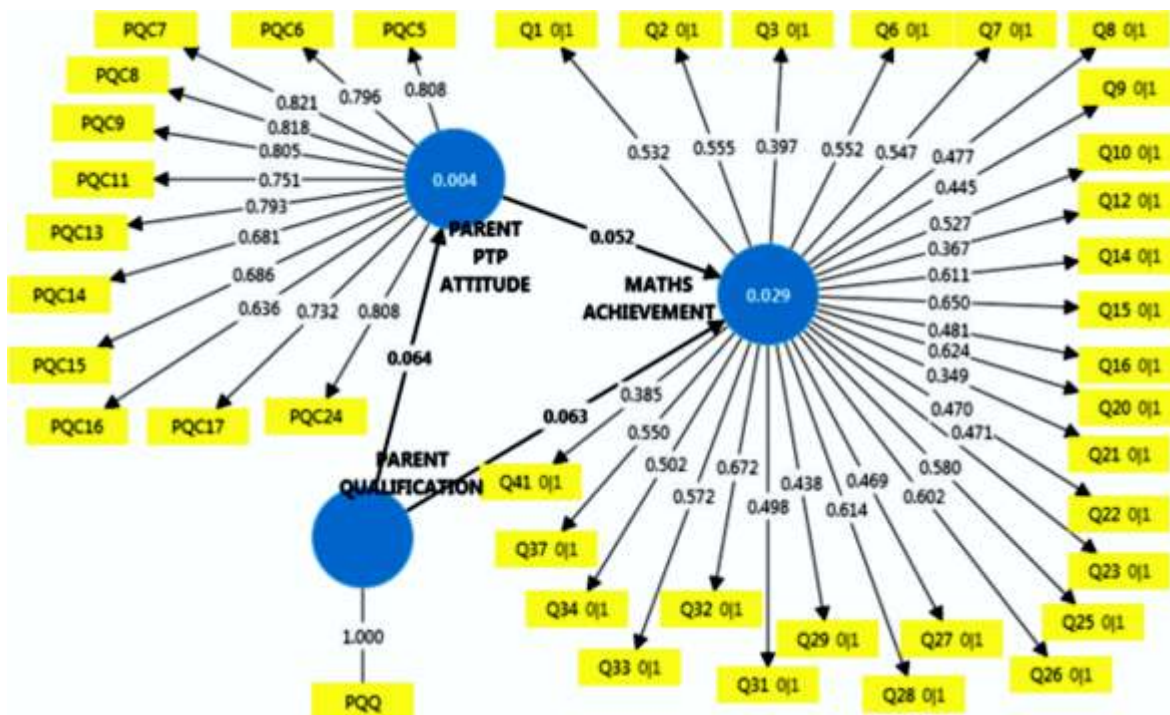 PQC7
PQC6
PQC5
Q1 0|1
Q2 0|1
Q3 0|1
Q6 0|1
Q7 0|1
Q8 0|1
PQC8
Q9 0|1
PQC9
Q10 0|1
PQC11
Q12 0|1
PQC13
Q14 0|1
PQC14
Q15 0|1
PQC15
Q16 0|1
PQC16
PQC17
PQC24
Q20 0|1
Q21 0|1
Q22 0|1
Q23 0|1
Q25 0|1
Q26 0|1
Q27 0|1
Q28 0|1
Q29 0|1
Q31 0|1
Q32 0|1
Q33 0|1
Q34 0|1
Q37 0|1
Q41 0|1
0.821
0.796
0.808
0.818
0.805
0.751
0.793
0.681
0.686
0.636
0.732
0.808
0.004
PARENT
PTP
ATTITUDE
0.052
0.064
0.063
PARENT
QUALIFICATION
1.000
PQQ
MATHS
ACHIEVEMENT
0.029
0.532
0.555
0.397
0.552
0.547
0.477
0.445
0.527
0.367
0.611
0.650
0.481
0.624
0.349
0.470
0.471
0.580
0.602
0.469
0.614
0.438
0.498
0.672
0.572
0.502
0.550
0.385